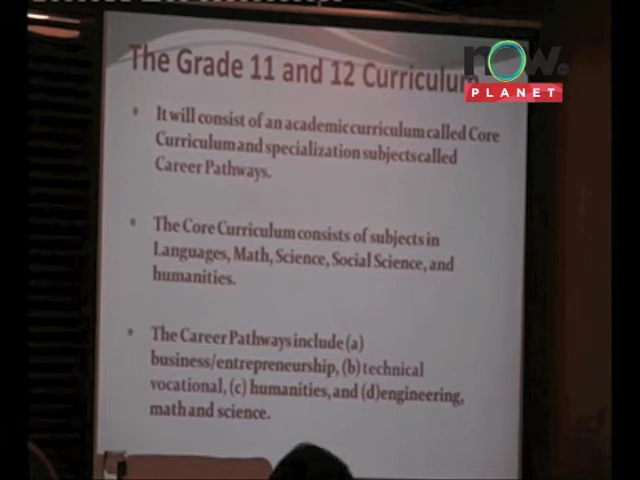 The Grade 11 and 12 Curriculum
now.
PLANET
• It will consist of an academic curriculum called Core
Curriculum and specialization subjects called
Career Pathways.
• The Core Curriculum consists of subjects in
Languages, Math, Science, Social Science, and
humanities.
• The Career Pathways include (a)
business/entrepreneurship, (b) technical
vocational, (c) humanities, and (d)engineering,
math and science.